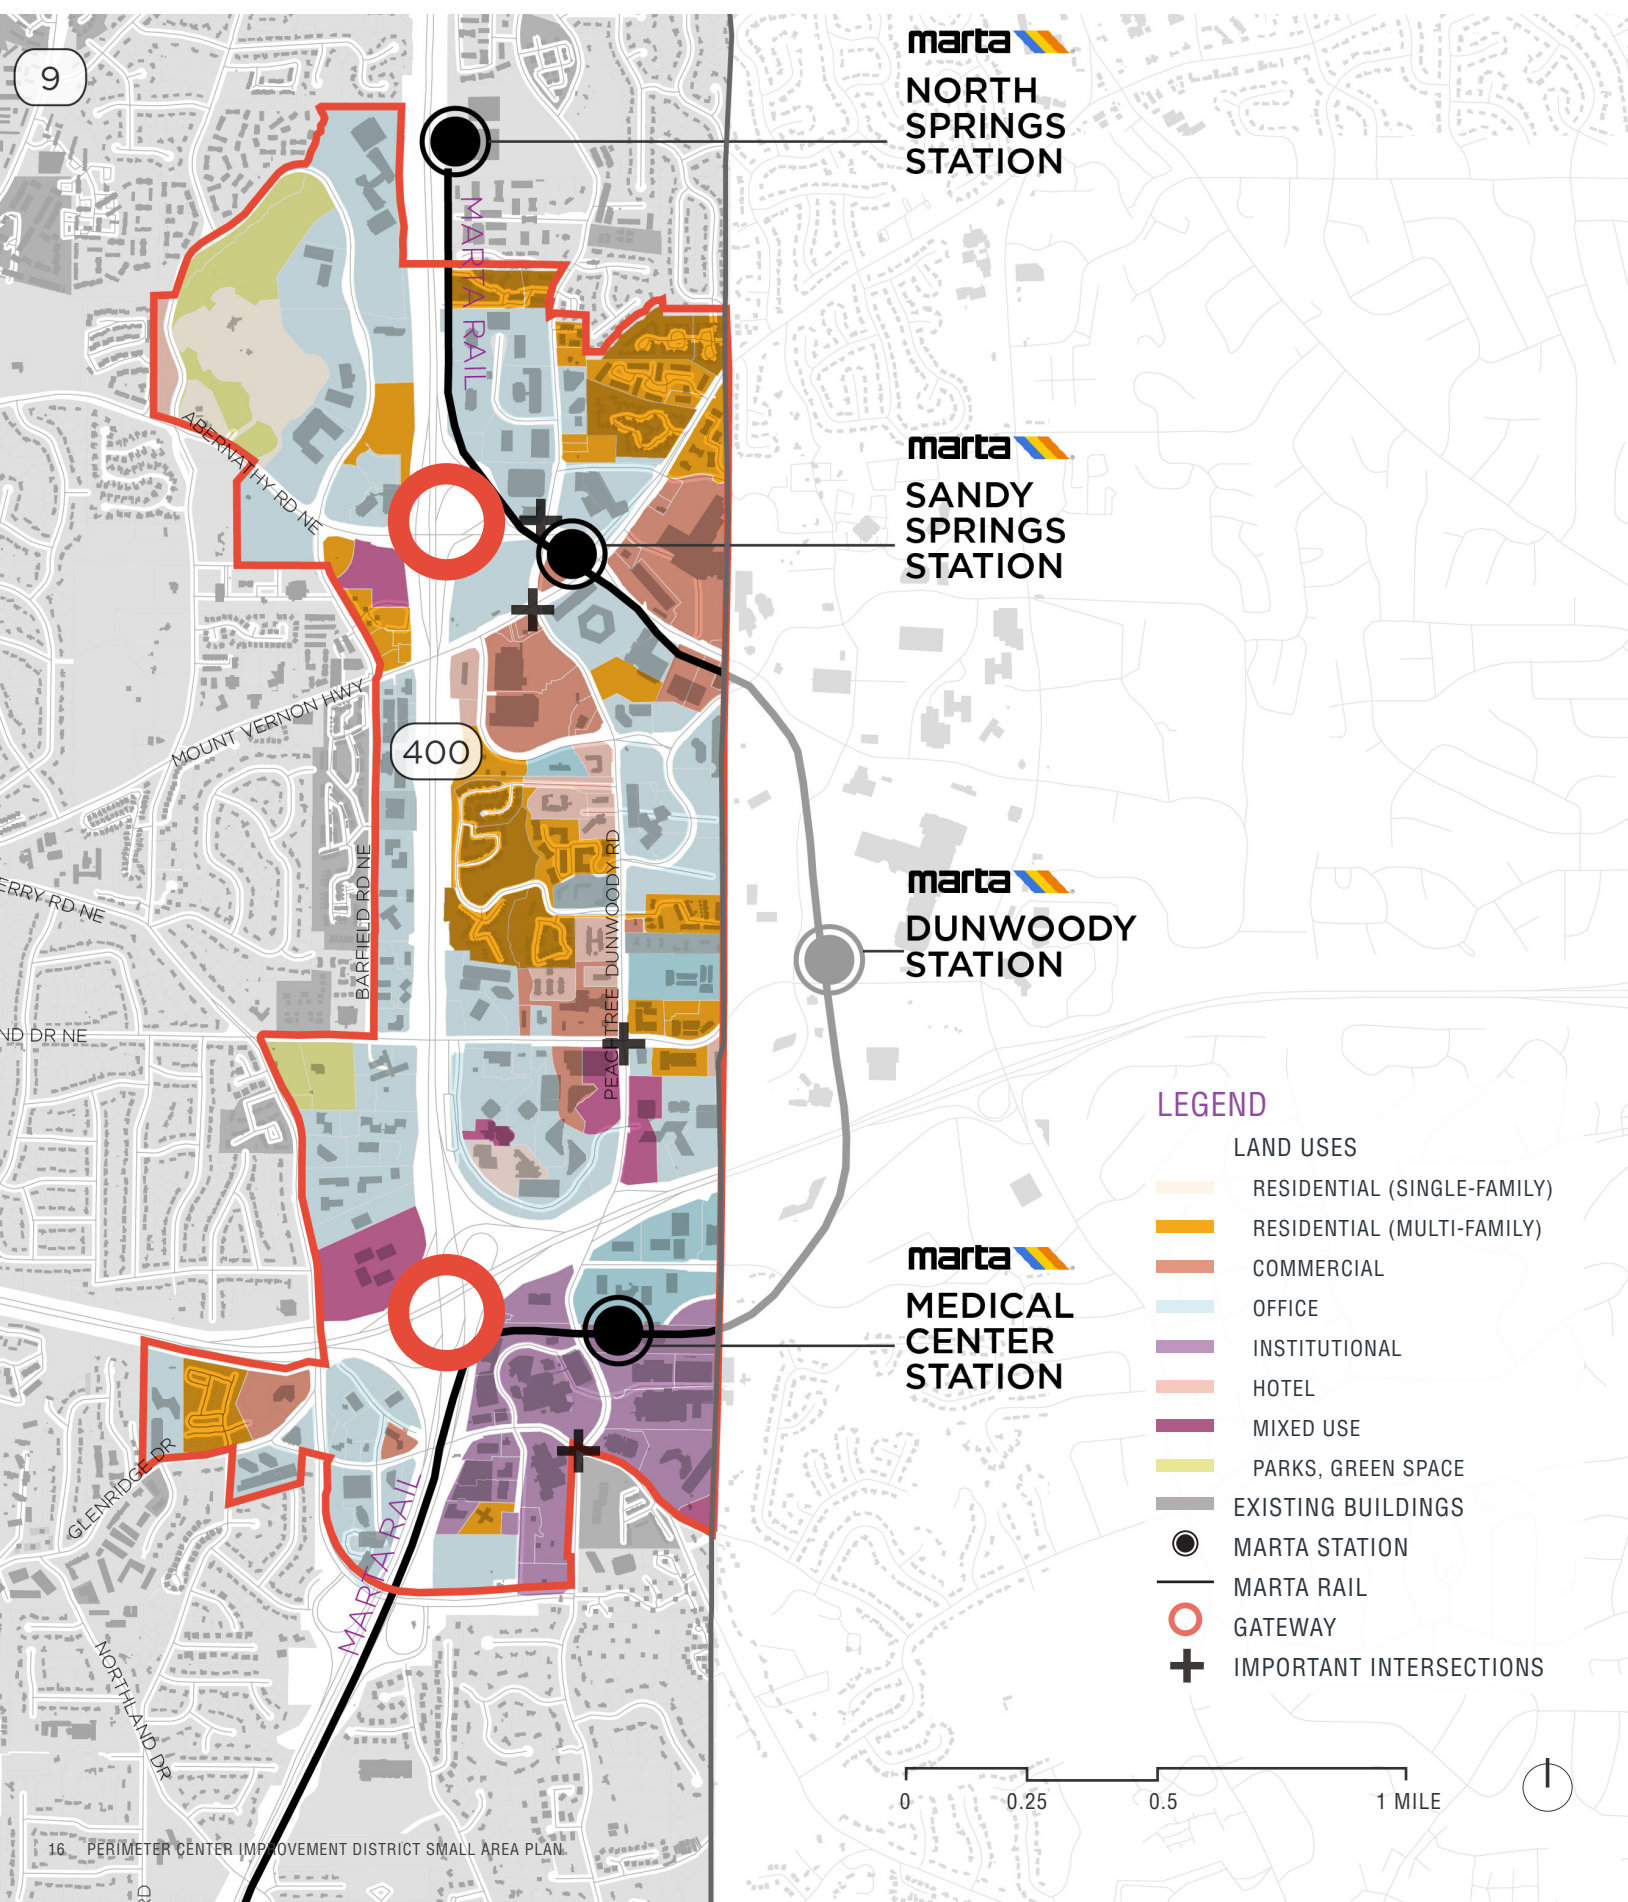 9
marta
NORTH
SPRINGS
STATION
MARTA RAIL
ABERNATHY RD NE
marta
SANDY
SPRINGS
STATION
MOUNT VERNON HWY
400
BARFIELD RD NE
PEACHTREE DUNWOODY RD
ERRY RD NE
marta
DUNWOODY
STATION
ND DR NE
marta
MEDICAL
CENTER
STATION
GLENRIDGE DR
MARTA RAIL
NORTHLAND DR
RD
LEGEND
LAND USES
RESIDENTIAL (SINGLE-FAMILY)
RESIDENTIAL (MULTI-FAMILY)
COMMERCIAL
OFFICE
INSTITUTIONAL
HOTEL
MIXED USE
PARKS, GREEN SPACE
EXISTING BUILDINGS
MARTA STATION
MARTA RAIL
GATEWAY
IMPORTANT INTERSECTIONS
0 0.25 0.5 1 MILE
16 PERIMETER CENTER IMPROVEMENT DISTRICT SMALL AREA PLAN